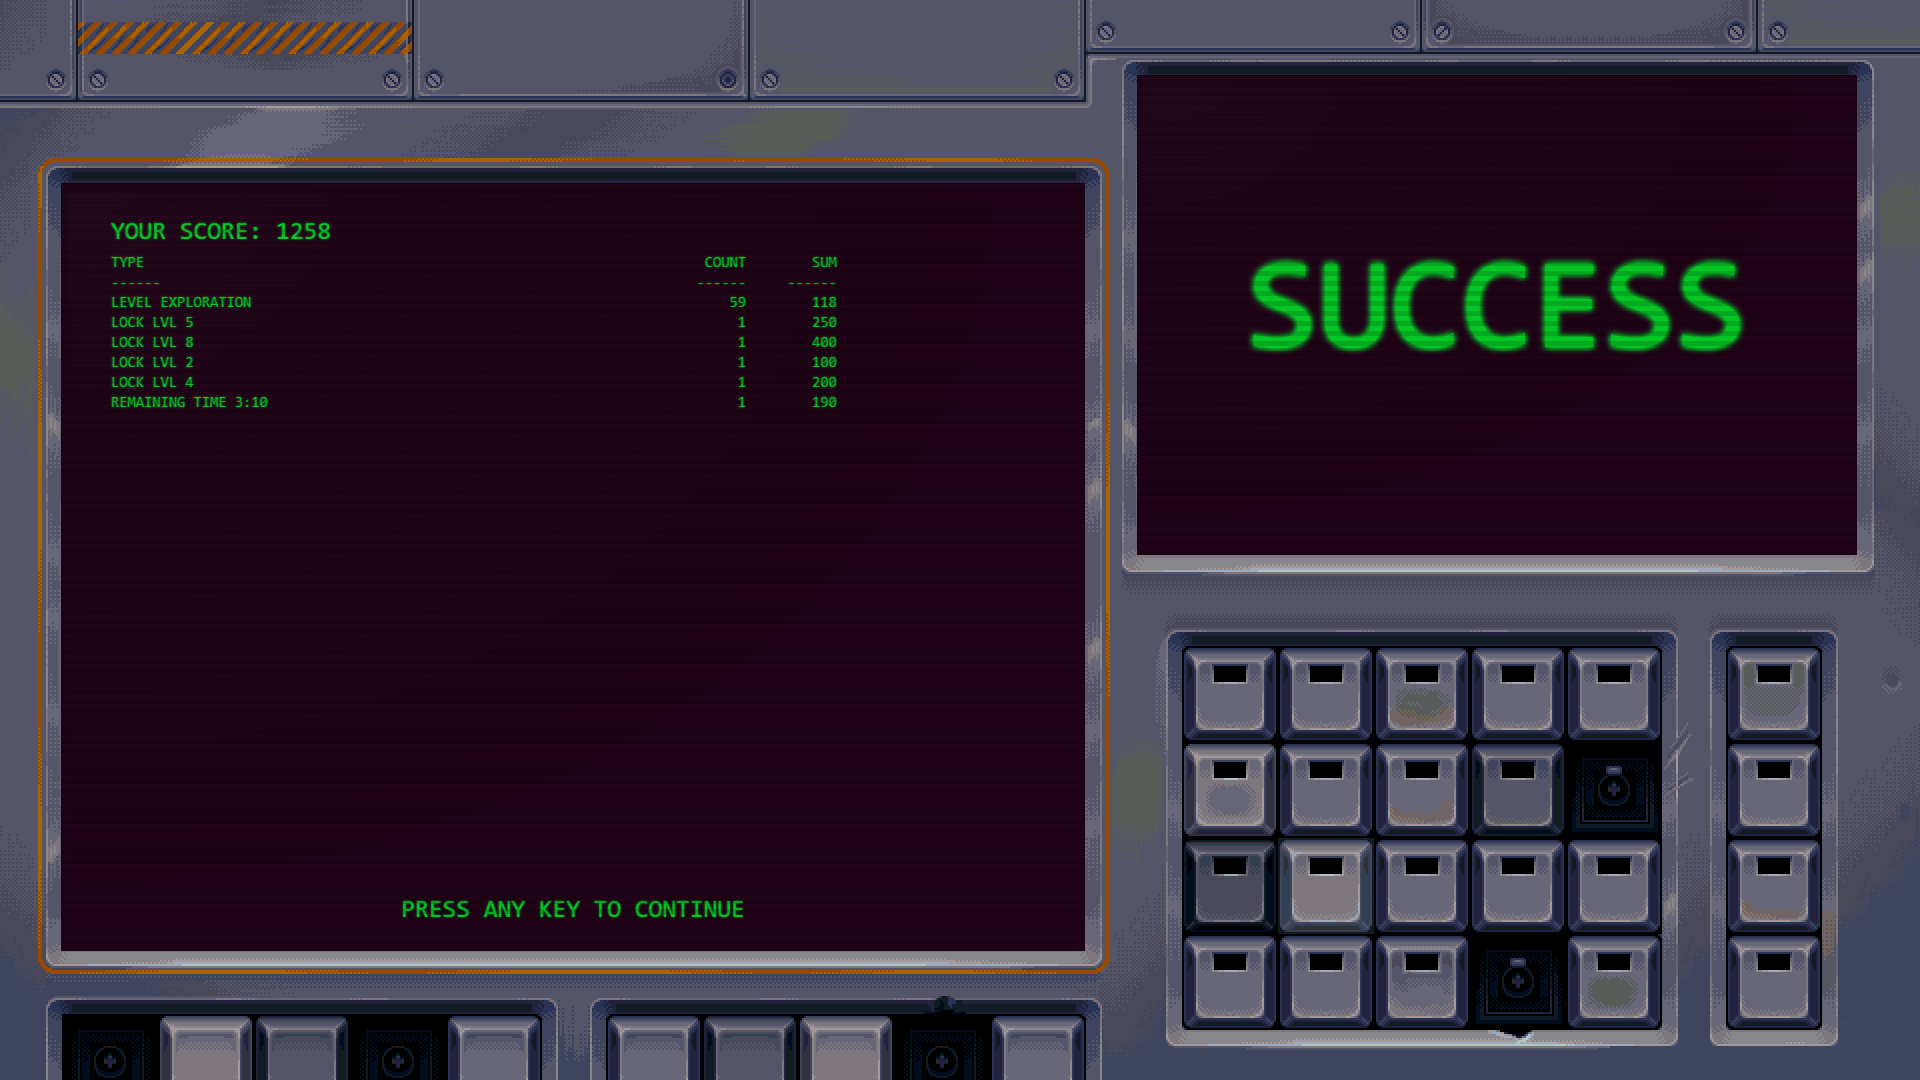 YOUR SCORE: 1258
TYPE COUNT SUM
------ ------ ------
LEVEL EXPLORATION 59 118
LOCK LVL 5 1 250
LOCK LVL 8 1 400
LOCK LVL 2 1 100
LOCK LVL 4 1 200
REMAINING TIME 3:10 1 190
PRESS ANY KEY TO CONTINUE
SUCCESS